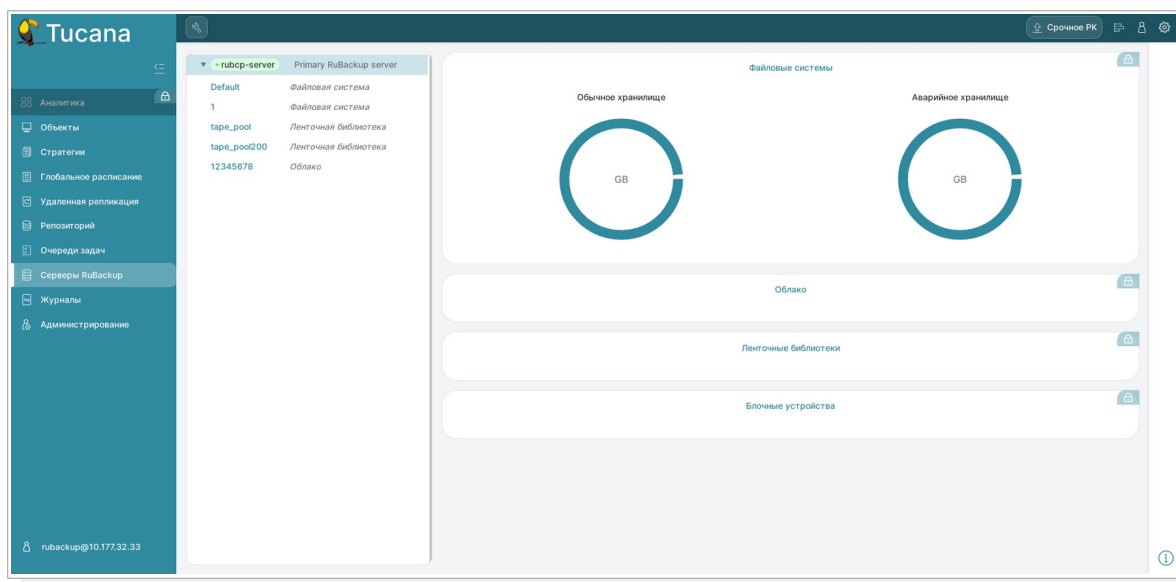 Tucana
Срочное РК
Аналитика
Объекты
Стратегии
Глобальное расписание
Удаленная репликация
Репозиторий
Очереди задач
Серверы RuBackup
Журналы
Администрирование
rubackup@10.177.32.33
rubcp-server Primary RuBackup server
Default Файловая система
1 Файловая система
tape_pool Ленточная библиотека
tape_pool200 Ленточная библиотека
12345678 Облако
Файловые системы
Обычное хранилище Аварийное хранилище
GB GB
Облако
Ленточные библиотеки
Блочные устройства